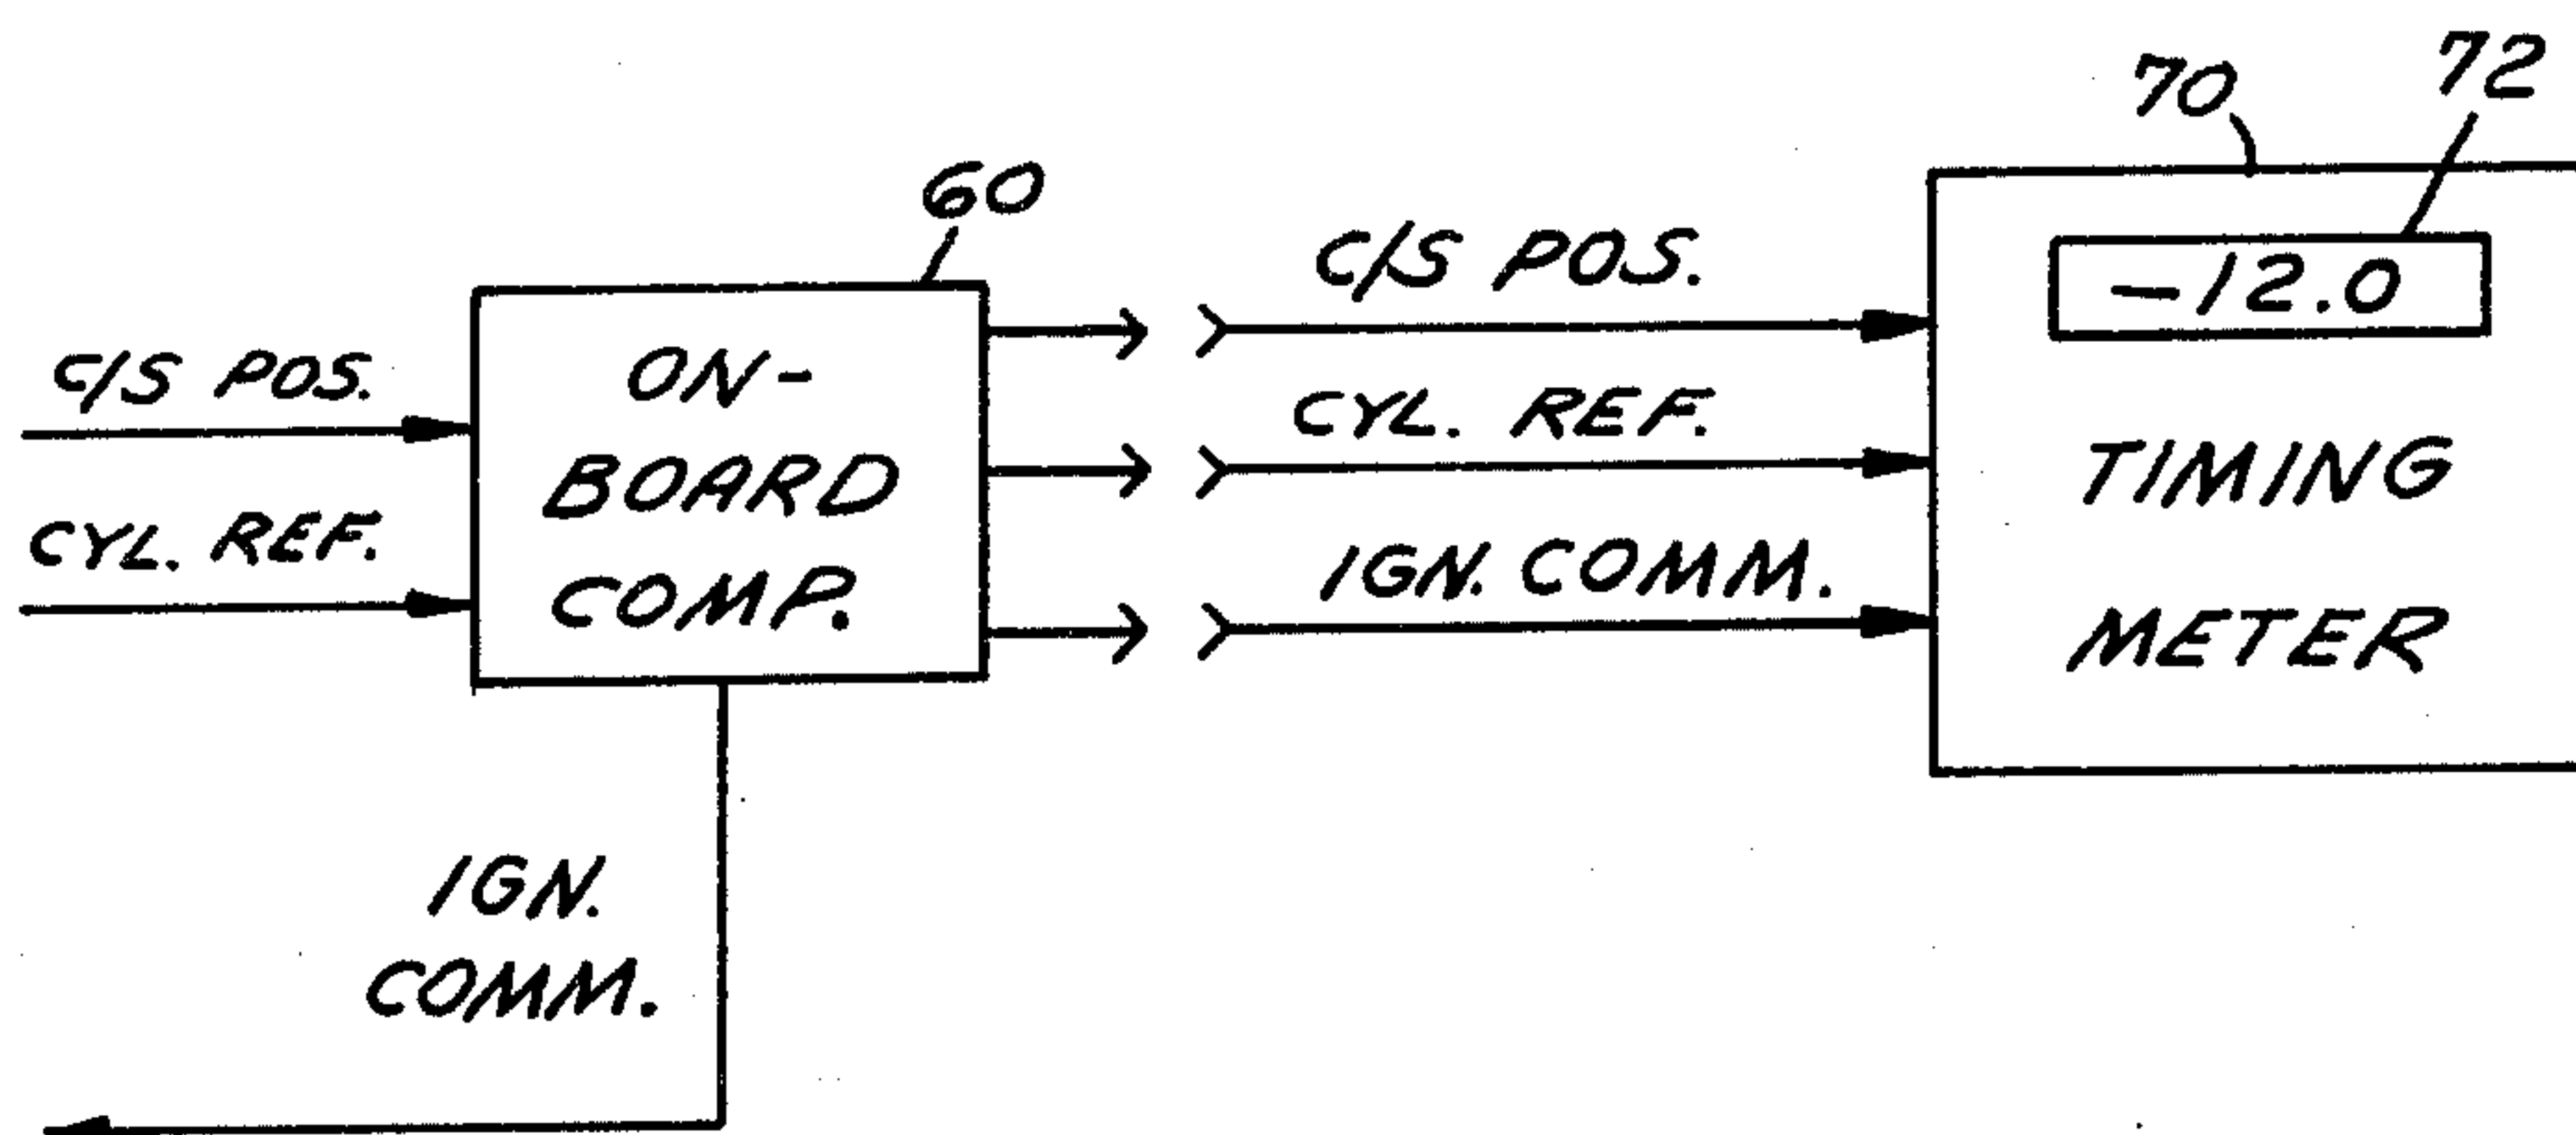 C/S POS.
CYL. REF.
60
ON-
BOARD
COMP.
IGN.
COMM.
C/S POS.
CYL. REF.
IGN. COMM.
70
72
-12.0
TIMING
METER